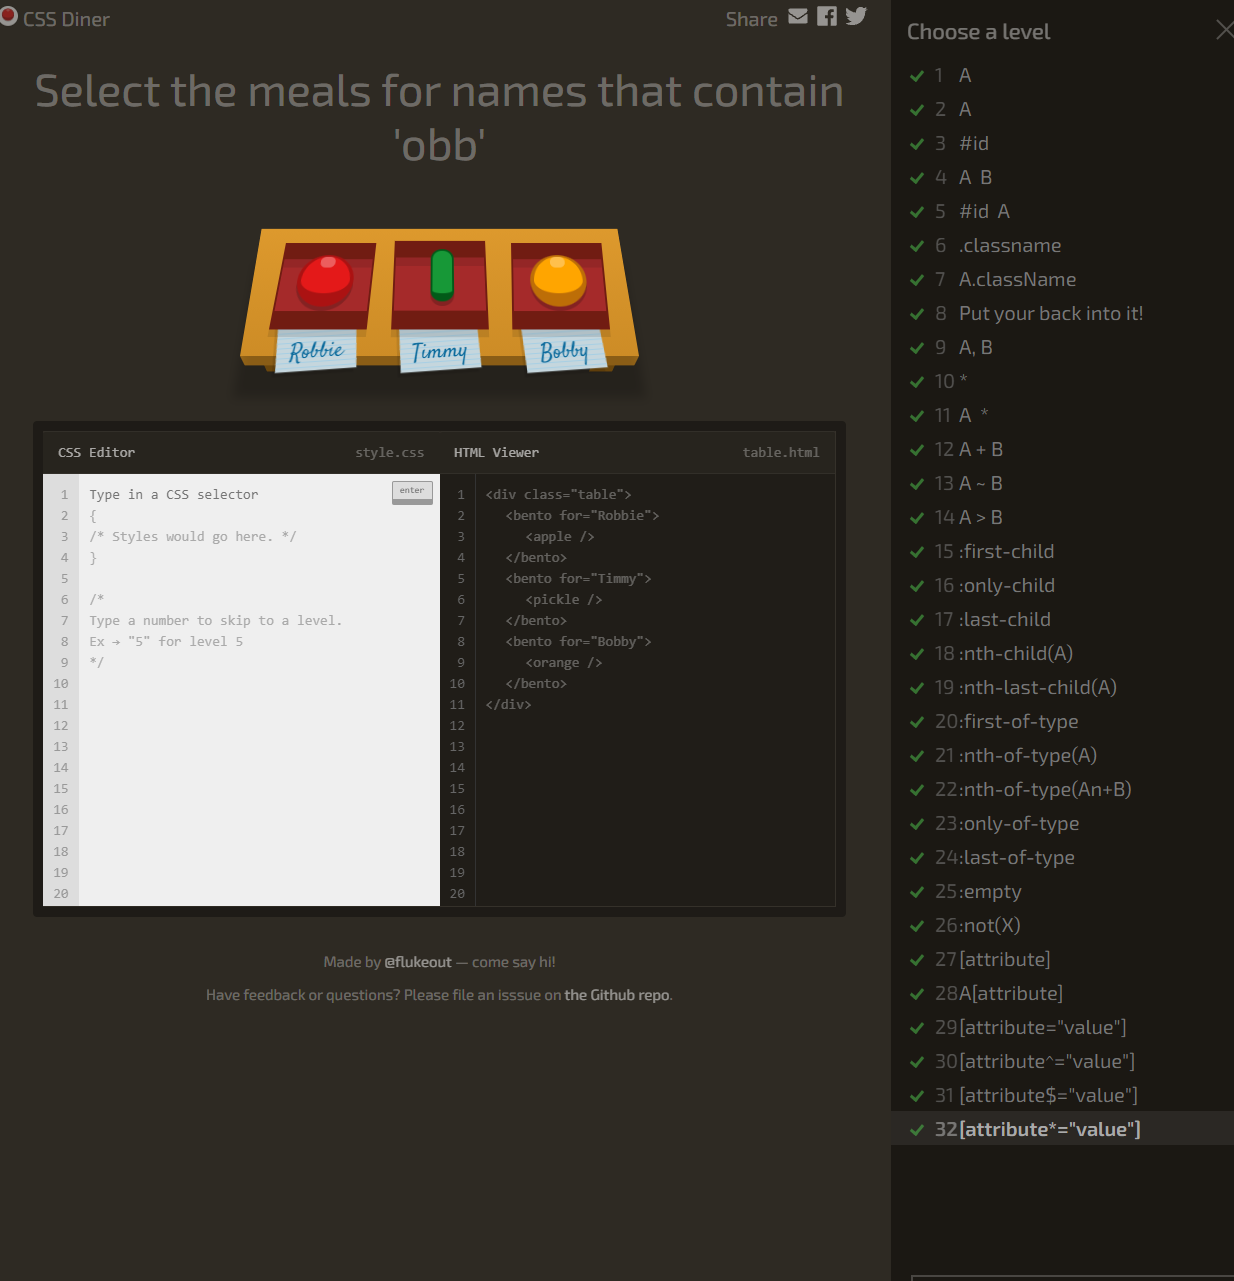 CSS Diner
Share
Select the meals for names that contain
'obb'
Robbie
Timmy
Bobby
CSS Editor
style.css
HTML Viewer
table.html
1 Type in a CSS selector
enter
2 {
3 /* Styles would go here. */
4 }
5
6 /*
7 Type a number to skip to a level.
8 Ex → "5" for level 5
9 */
10
11
12
13
14
15
16
17
18
19
20
1 <div class="table">
2 <bento for="Robbie">
3 <apple />
4 </bento>
5 <bento for="Timmy">
6 <pickle />
7 </bento>
8 <bento for="Bobby">
9 <orange />
10 </bento>
11 </div>
12
13
14
15
16
17
18
19
20
Made by @flukeout — come say hi!
Have feedback or questions? Please file an isssue on the Github repo.
Choose a level
1 A
2 A
3 #id
4 A B
5 #id A
6 .classname
7 A.className
8 Put your back into it!
9 A, B
10 *
11 A *
12 A + B
13 A ~ B
14 A > B
15 :first-child
16 :only-child
17 :last-child
18 :nth-child(A)
19 :nth-last-child(A)
20 :first-of-type
21 :nth-of-type(A)
22 :nth-of-type(An+B)
23 :only-of-type
24 :last-of-type
25 :empty
26 :not(X)
27 [attribute]
28 A[attribute]
29 [attribute="value"]
30 [attribute^="value"]
31 [attribute$="value"]
32 [attribute*="value"]